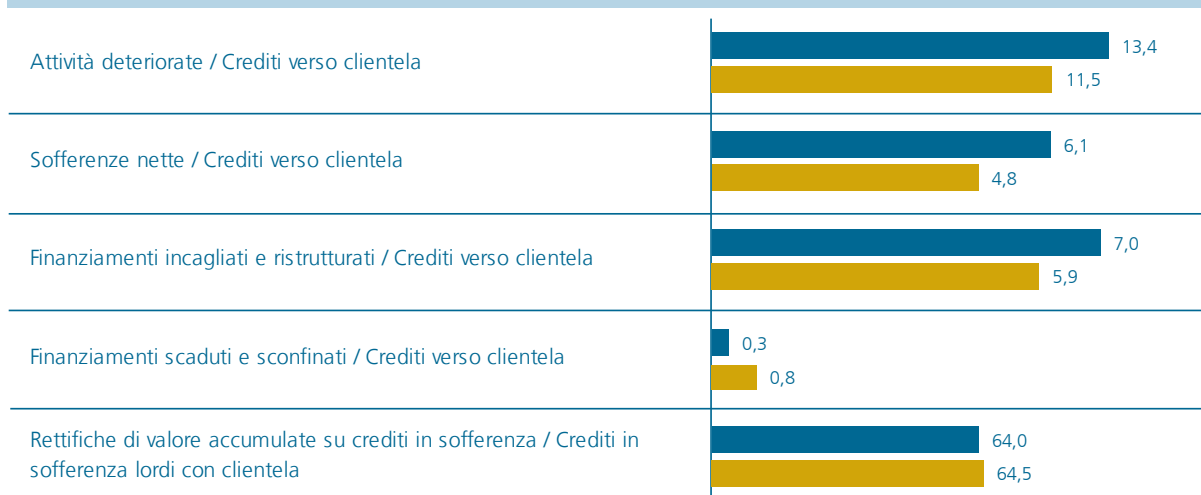 Attività deteriorate / Crediti verso clientela
13,4
11,5
Sofferenze nette / Crediti verso clientela
6,1
4,8
Finanziamenti incagliati e ristrutturati / Crediti verso clientela
7,0
5,9
Finanziamenti scaduti e sconfinati / Crediti verso clientela
0,3
0,8
Rettifiche di valore accumulate su crediti in sofferenza / Crediti in
sofferenza lordi con clientela
64,0
64,5